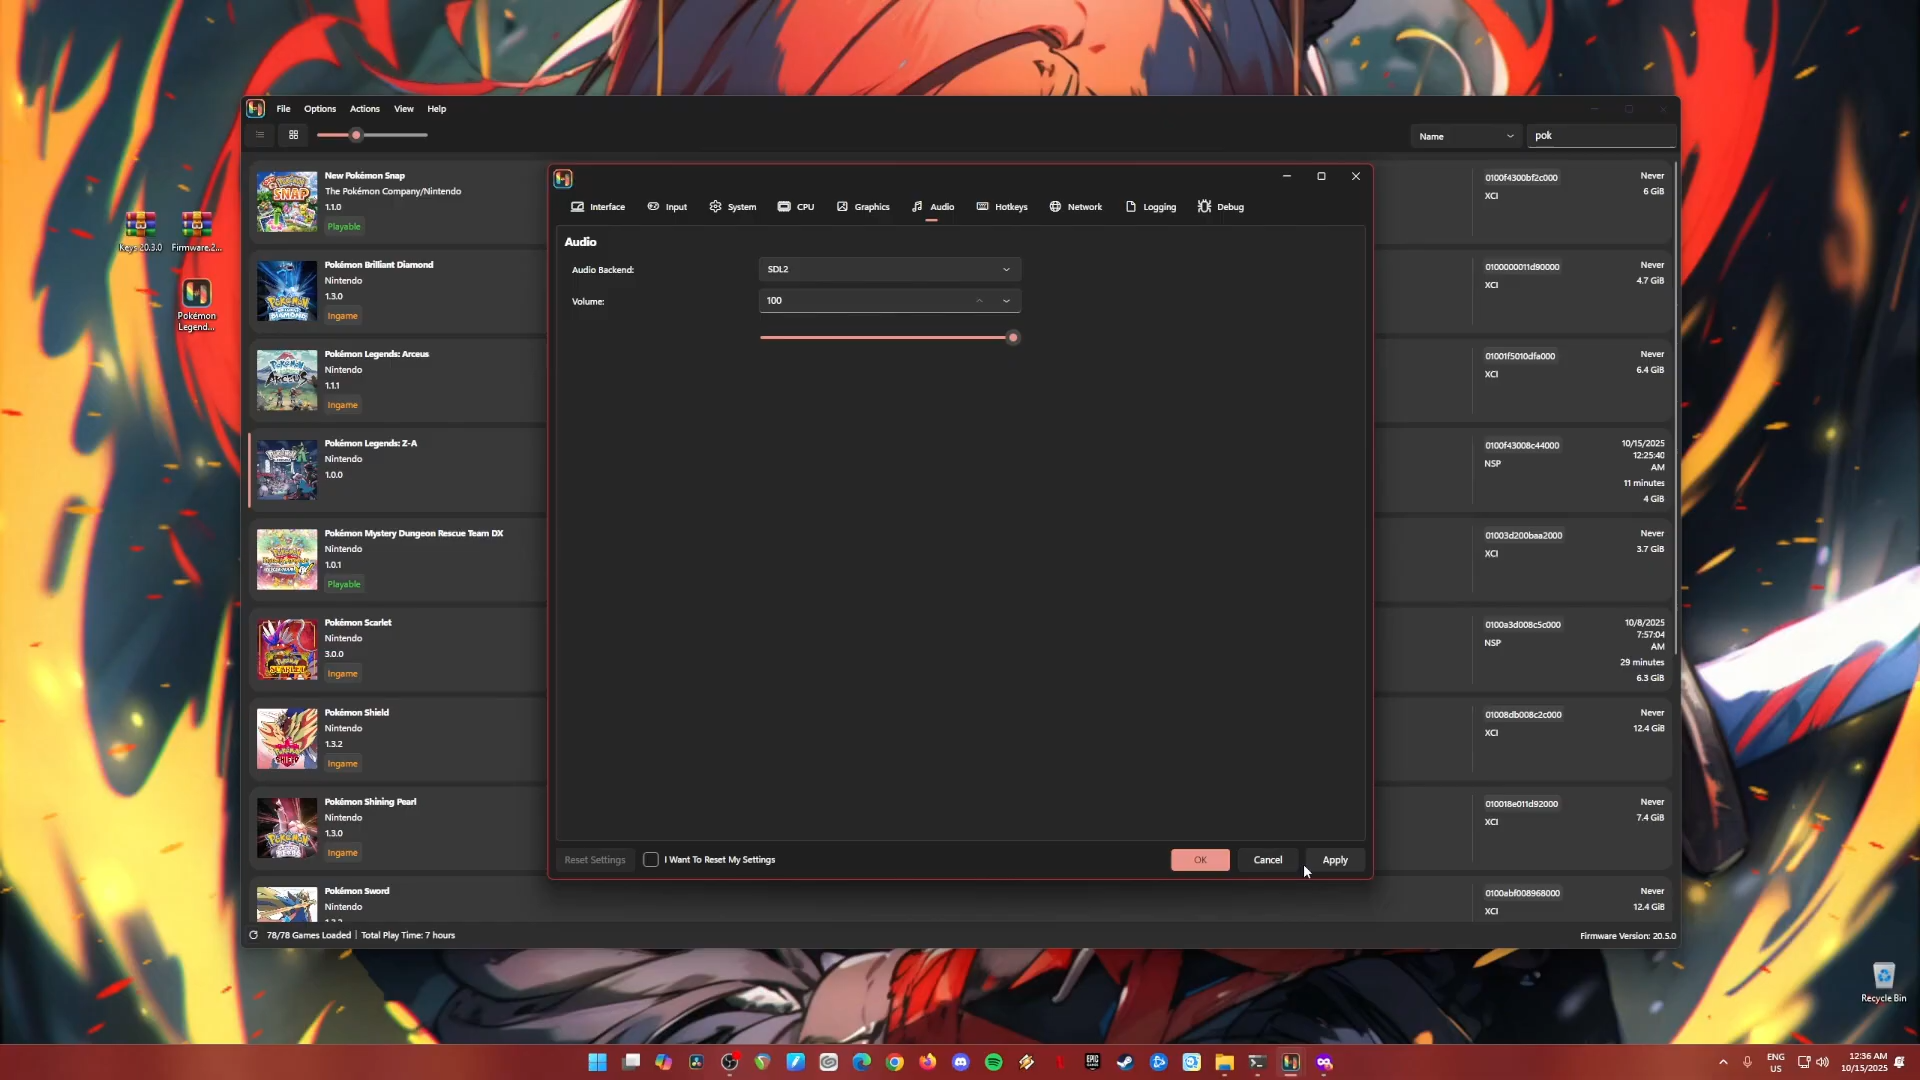 File Options Actions View Help
Name pok
New Pokémon Snap
The Pokémon Company/Nintendo
1.1.0
Playable
0100f4300bf2c000
XCI
Never
6 GiB
Pokémon Brilliant Diamond
Nintendo
1.3.0
Ingame
0100000011d90000
XCI
Never
4.7 GiB
Pokémon Legends: Arceus
Nintendo
1.1.1
Ingame
01001f5010dfa000
XCI
Never
6.4 GiB
Pokémon Legends: Z-A
Nintendo
1.0.0
0100f43008c44000
NSP
10/15/2025
12:25:40
AM
11 minutes
4 GiB
Pokémon Mystery Dungeon Rescue Team DX
Nintendo
1.0.1
Playable
01003d200baa2000
XCI
Never
3.7 GiB
Pokémon Scarlet
Nintendo
3.0.0
Ingame
0100a3d008c5c000
NSP
10/8/2025
7:57:04
AM
29 minutes
6.3 GiB
Pokémon Shield
Nintendo
1.3.2
Ingame
01008db008c2c000
XCI
Never
12.4 GiB
Pokémon Shining Pearl
Nintendo
1.3.0
Ingame
010018e011d92000
XCI
Never
7.4 GiB
Pokémon Sword
Nintendo
0100abf008968000
XCI
Never
12.4 GiB
78/78 Games Loaded | Total Play Time: 7 hours
Firmware Version: 20.5.0
Interface Input System CPU Graphics Audio Hotkeys Network Logging Debug
Audio
Audio Backend: SDL2
Volume: 100
Reset Settings I Want To Reset My Settings OK Cancel Apply
Keys 20.3.0 Firmware.2...
Pokémon
Legend...
Recycle Bin
ENG
US
12:36 AM
10/15/2025